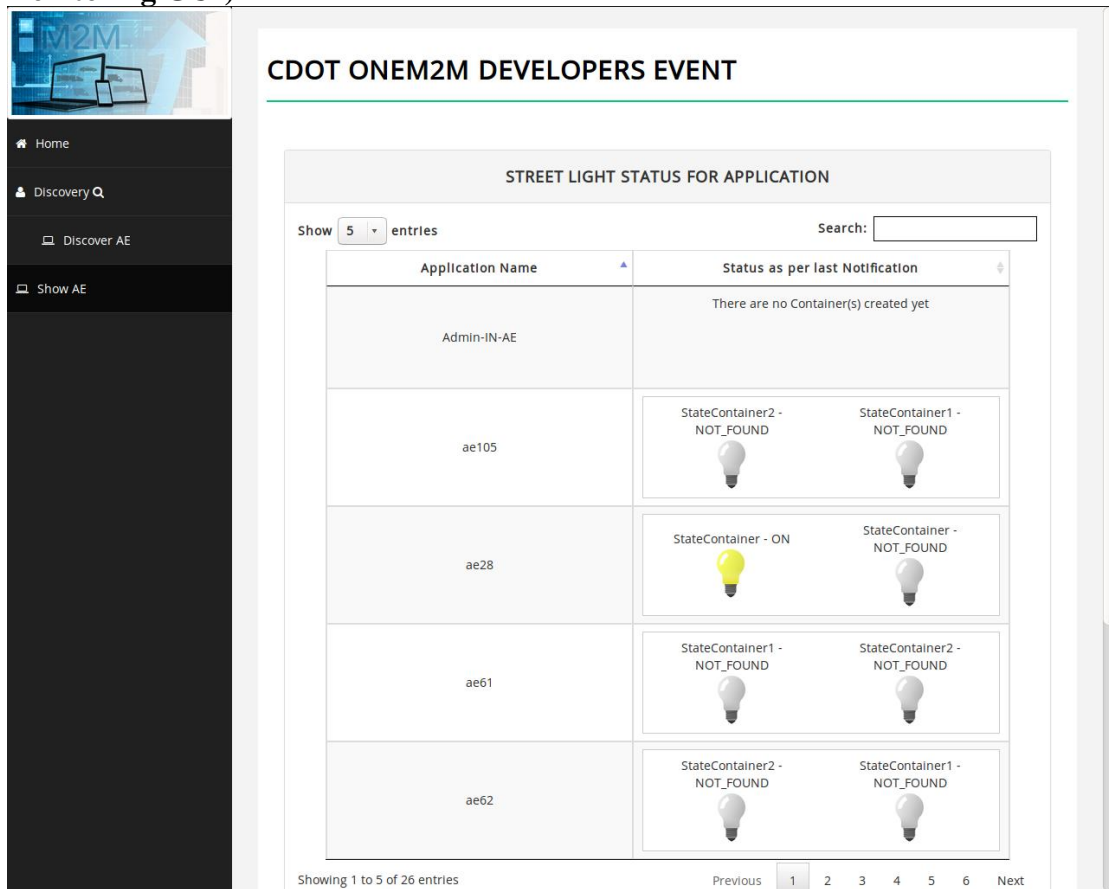 M2M
CDOT ONEM2M DEVELOPERS EVENT
Home
Discovery
Discover AE
Show AE
STREET LIGHT STATUS FOR APPLICATION
Show 5 entries
Search:
Application Name
Status as per last Notification
Admin-IN-AE
There are no Container(s) created yet
ae105
StateContainer2 -
NOT_FOUND
StateContainer1 -
NOT_FOUND
ae28
StateContainer - ON
StateContainer -
NOT_FOUND
ae61
StateContainer1 -
NOT_FOUND
StateContainer2 -
NOT_FOUND
ae62
StateContainer2 -
NOT_FOUND
StateContainer1 -
NOT_FOUND
Showing 1 to 5 of 26 entries
Previous 1 2 3 4 5 6 Next